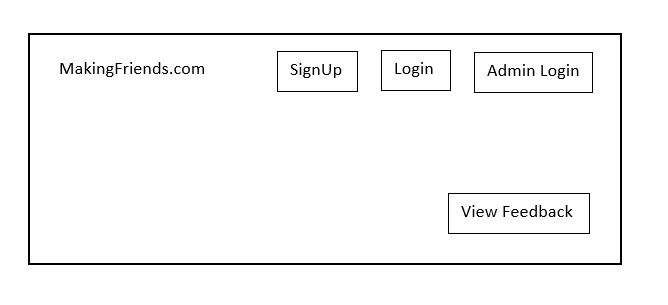 MakingFriends.com
SignUp
Login
Admin Login
View Feedback